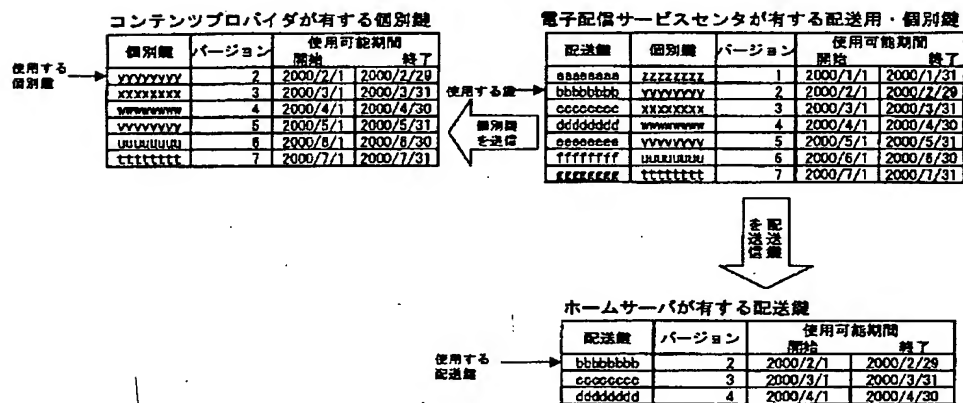 コンテンツプロバイダが有する個別鍵
個別鍵 バージョン 使用可能期間
開始 終了
使用する
個別鍵
yyyyyyyy 2 2000/2/1 2000/2/29
xxxxxxxx 3 2000/3/1 2000/3/31
wwwwwwww 4 2000/4/1 2000/4/30
vvvvvvvv 5 2000/5/1 2000/5/31
uuuuuuuu 6 2000/6/1 2000/6/30
tttttttt 7 2000/7/1 2000/7/31
電子配信サービスセンタが有する配送用・個別鍵
配送鍵 個別鍵 バージョン 使用可能期間
開始 終了
使用する鍵
aaaaaaaa zzzzzzzz 1 2000/1/1 2000/1/31
bbbbbbbb yyyyyyyy 2 2000/2/1 2000/2/29
cccccccc xxxxxxxx 3 2000/3/1 2000/3/31
dddddddd wwwwwwww 4 2000/4/1 2000/4/30
eeeeeeee vvvvvvvv 5 2000/5/1 2000/5/31
ffffffff uuuuuuuu 6 2000/6/1 2000/6/30
gggggggg tttttttt 7 2000/7/1 2000/7/31
個別鍵
を送信
配送鍵
を送信
ホームサーバが有する配送鍵
配送鍵 バージョン 使用可能期間
開始 終了
使用する
配送鍵
bbbbbbbb 2 2000/2/1 2000/2/29
cccccccc 3 2000/3/1 2000/3/31
dddddddd 4 2000/4/1 2000/4/30